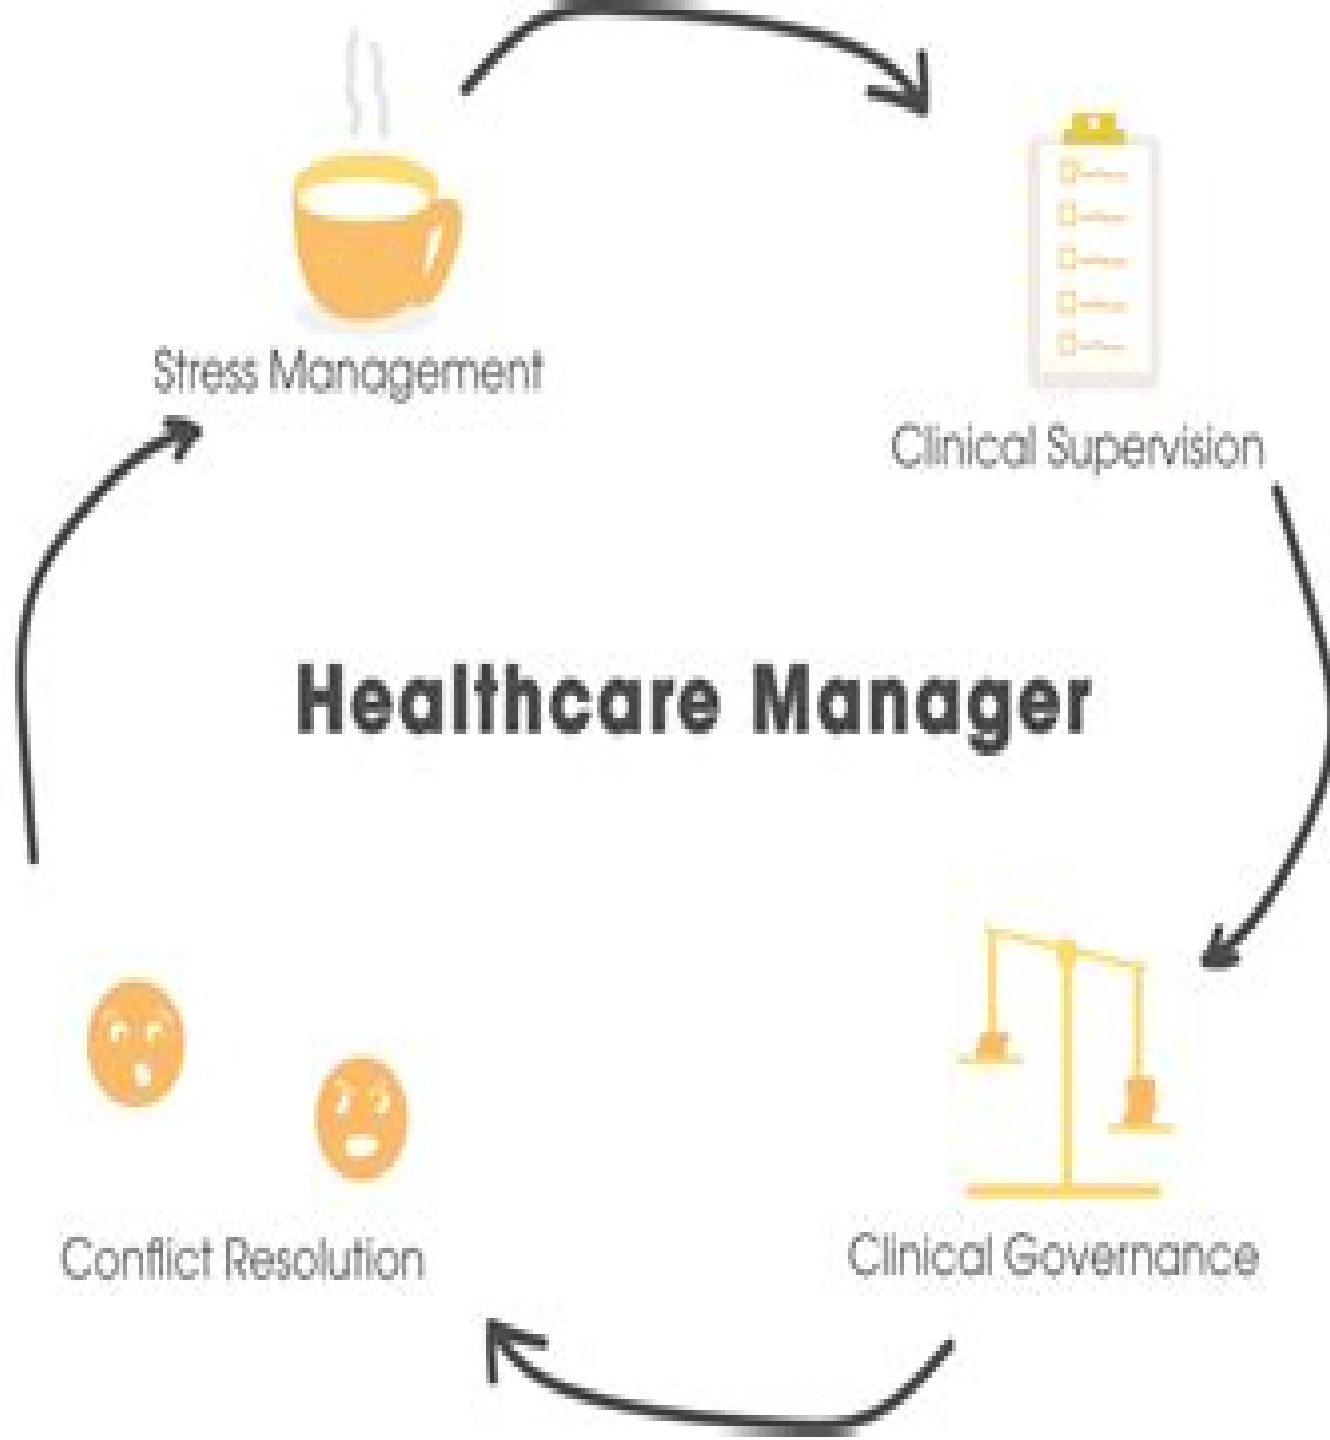 Stress Management
Clinical Supervision
Healthcare Manager
Conflict Resolution
Clinical Governance